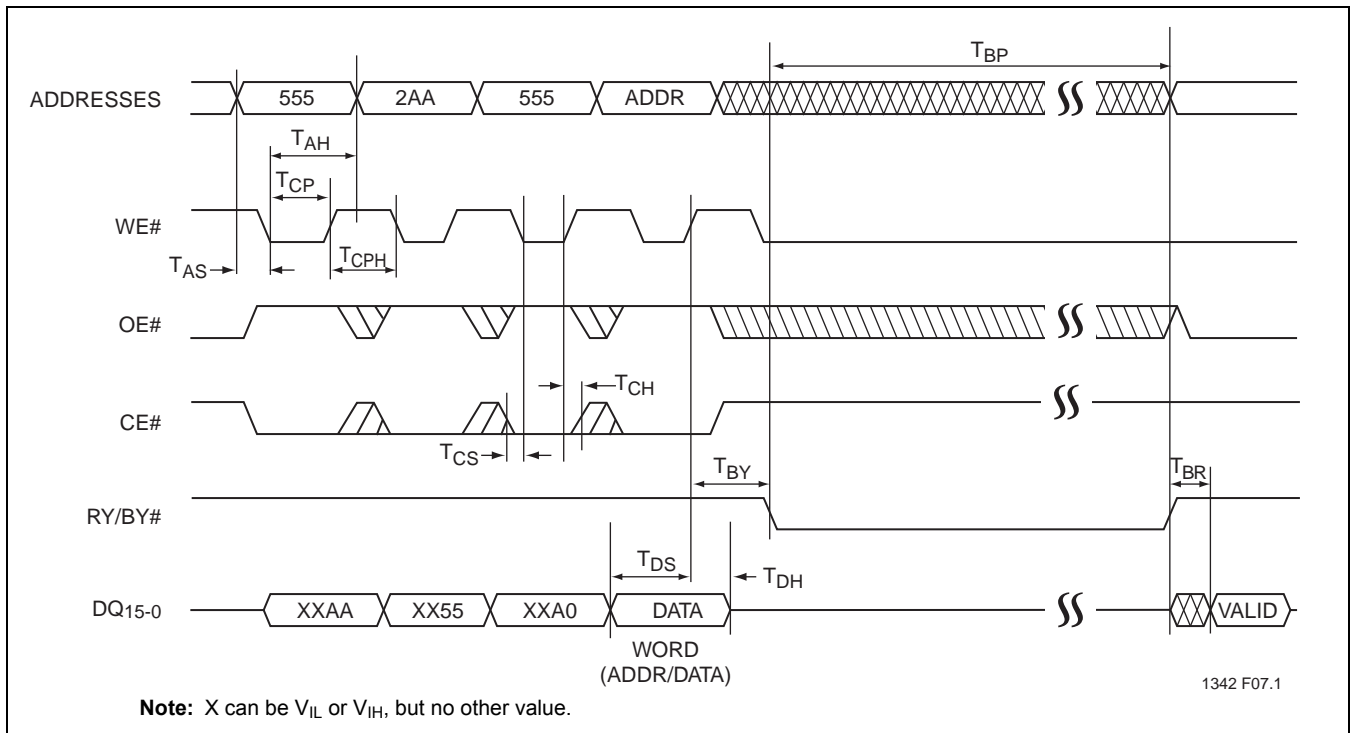 T_BP
ADDRESSES 555 2AA 555 ADDR
T_AH
T_CP
WE#
T_AS T_CPH
OE#
T_CH
CE#
T_CS
T_BY T_BR
RY/BY#
T_DS T_DH
DQ15-0 XXAA XX55 XXA0 DATA VALID
WORD
(ADDR/DATA)
1342 F07.1
Note: X can be V_IL or V_IH, but no other value.